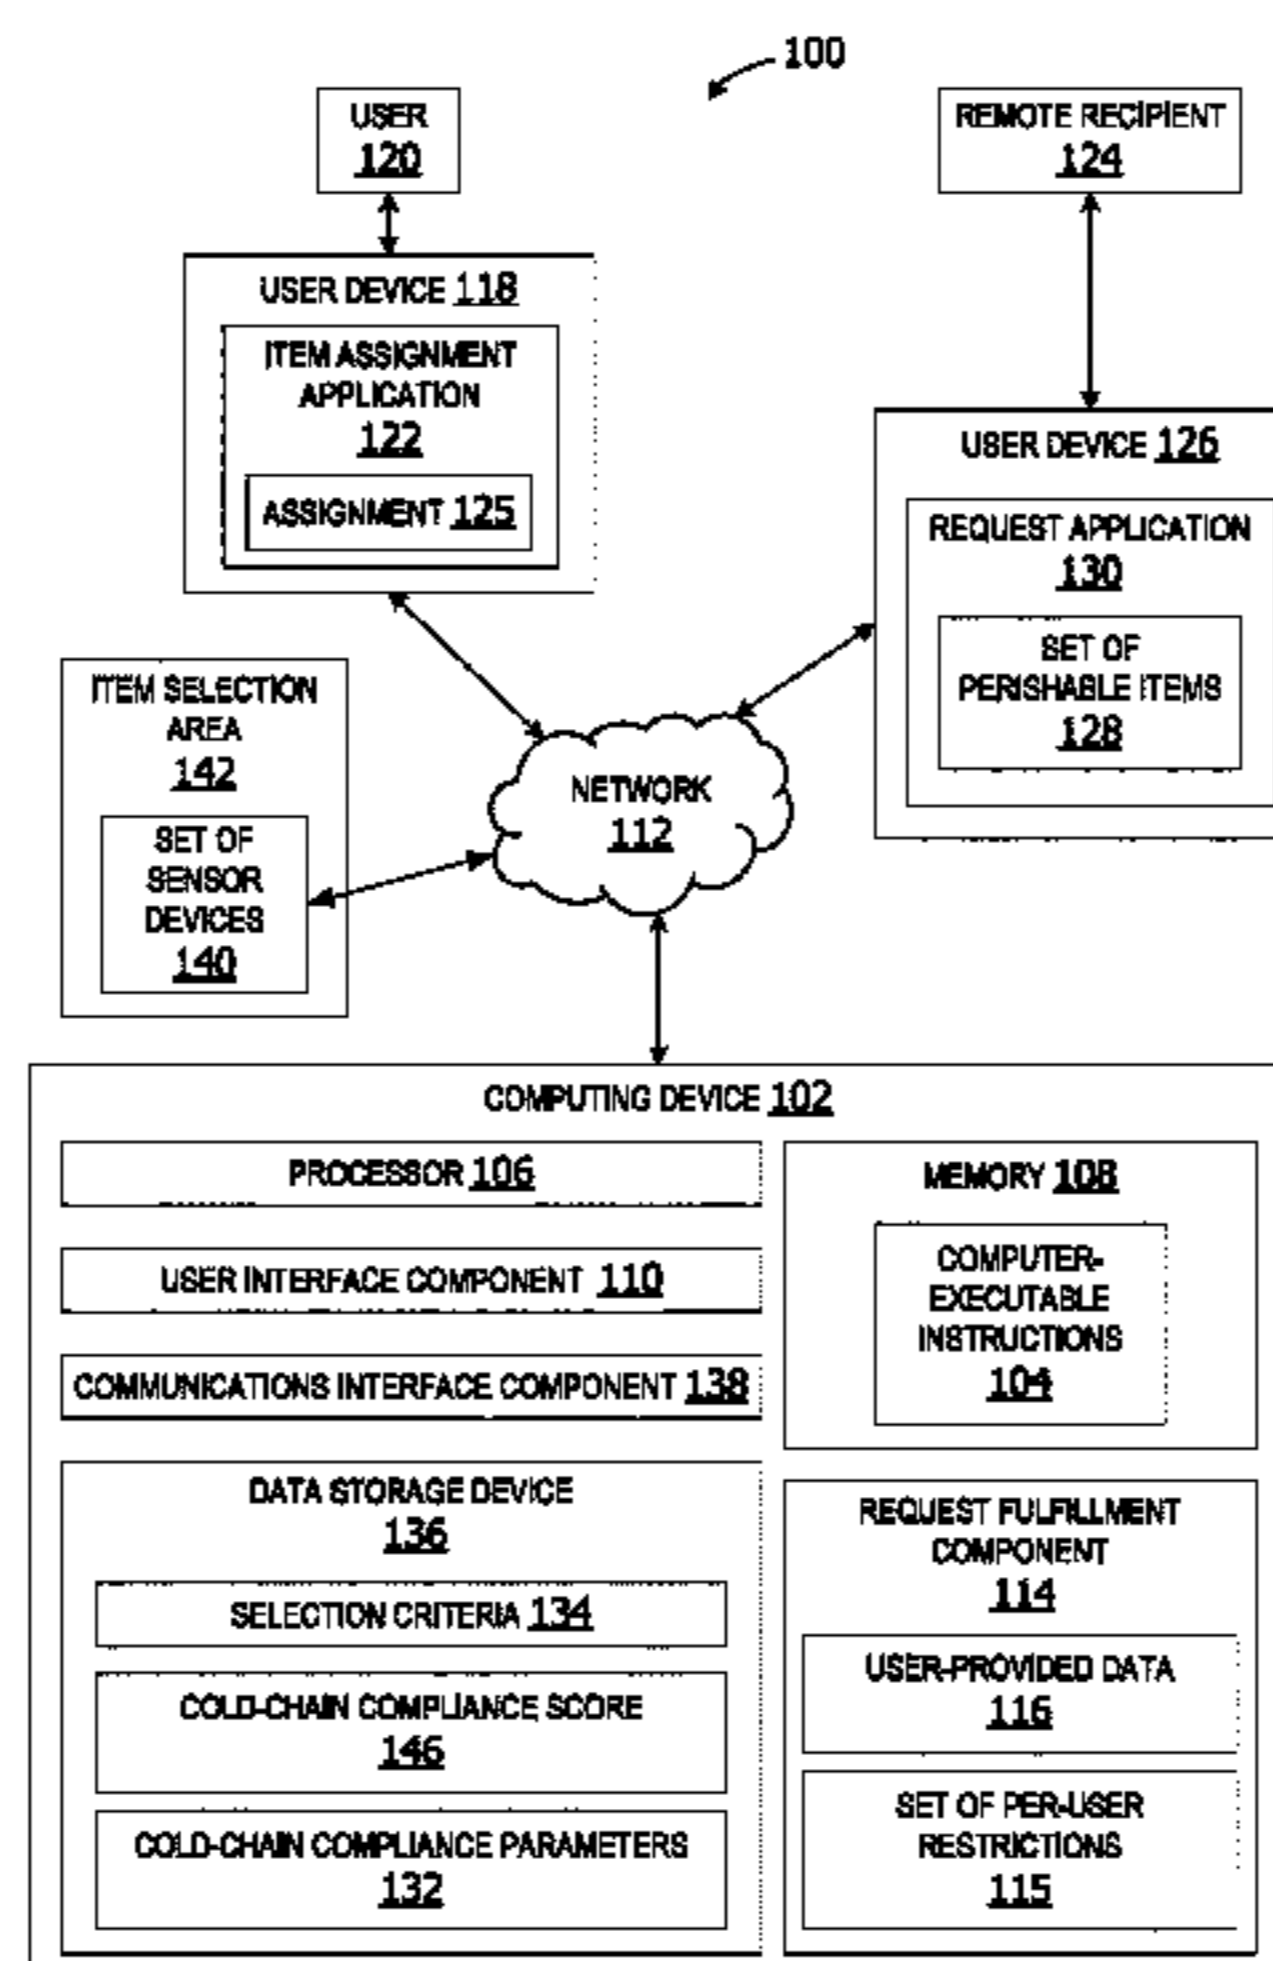 100
USER
120
REMOTE RECIPIENT
124
USER DEVICE 118
ITEM ASSIGNMENT
APPLICATION
122
ASSIGNMENT 125
USER DEVICE 126
REQUEST APPLICATION
130
SET OF
PERISHABLE ITEMS
128
ITEM SELECTION
AREA
142
SET OF
SENSOR
DEVICES
140
NETWORK
112
COMPUTING DEVICE 102
PROCESSOR 106
USER INTERFACE COMPONENT 110
COMMUNICATIONS INTERFACE COMPONENT 138
MEMORY 108
COMPUTER-
EXECUTABLE
INSTRUCTIONS
104
DATA STORAGE DEVICE
136
SELECTION CRITERIA 134
COLD-CHAIN COMPLIANCE SCORE
146
COLD-CHAIN COMPLIANCE PARAMETERS
132
REQUEST FULFILLMENT
COMPONENT
114
USER-PROVIDED DATA
116
SET OF PER-USER
RESTRICTIONS
115